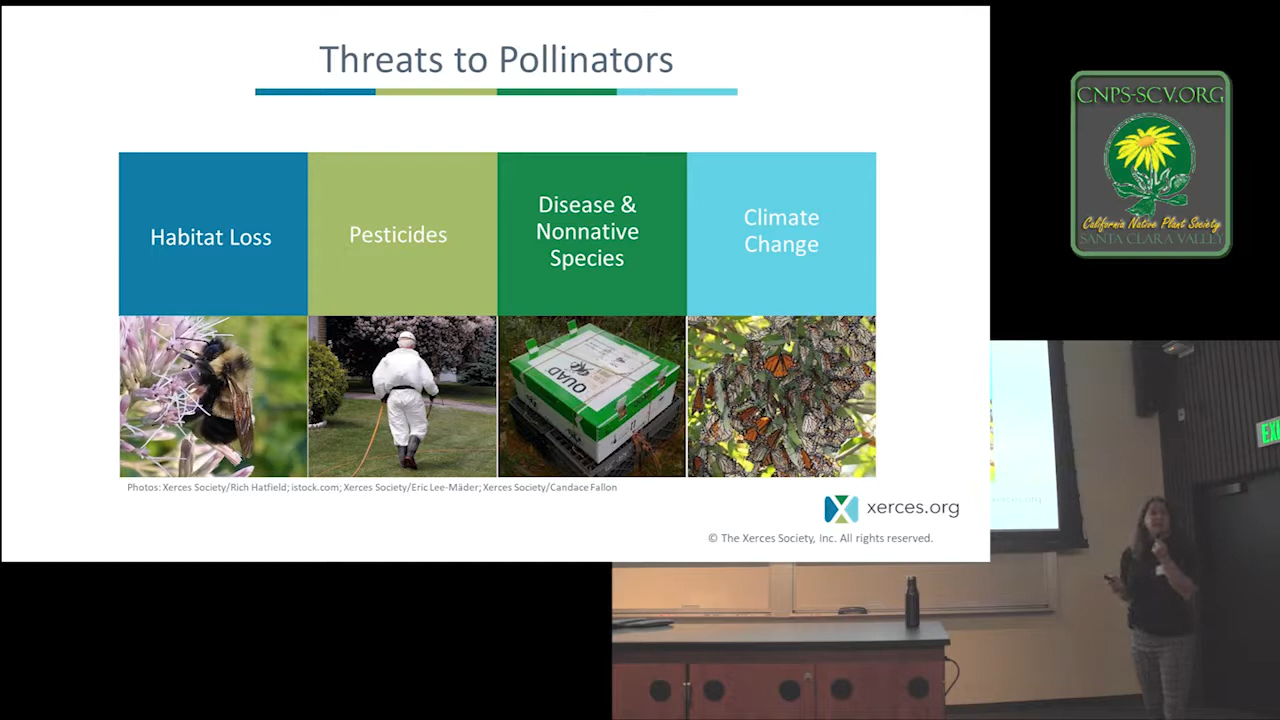 Threats to Pollinators
Habitat Loss
Pesticides
Disease &
Nonnative
Species
Climate
Change
QUAD
Photos: Xerces Society/Rich Hatfield; istock.com; Xerces Society/Eric Lee-Mäder; Xerces Society/Candace Fallon
xerces.org
© The Xerces Society, Inc. All rights reserved.
CNPS-SCV.ORG
California Native Plant Society
SANTA CLARA VALLEY